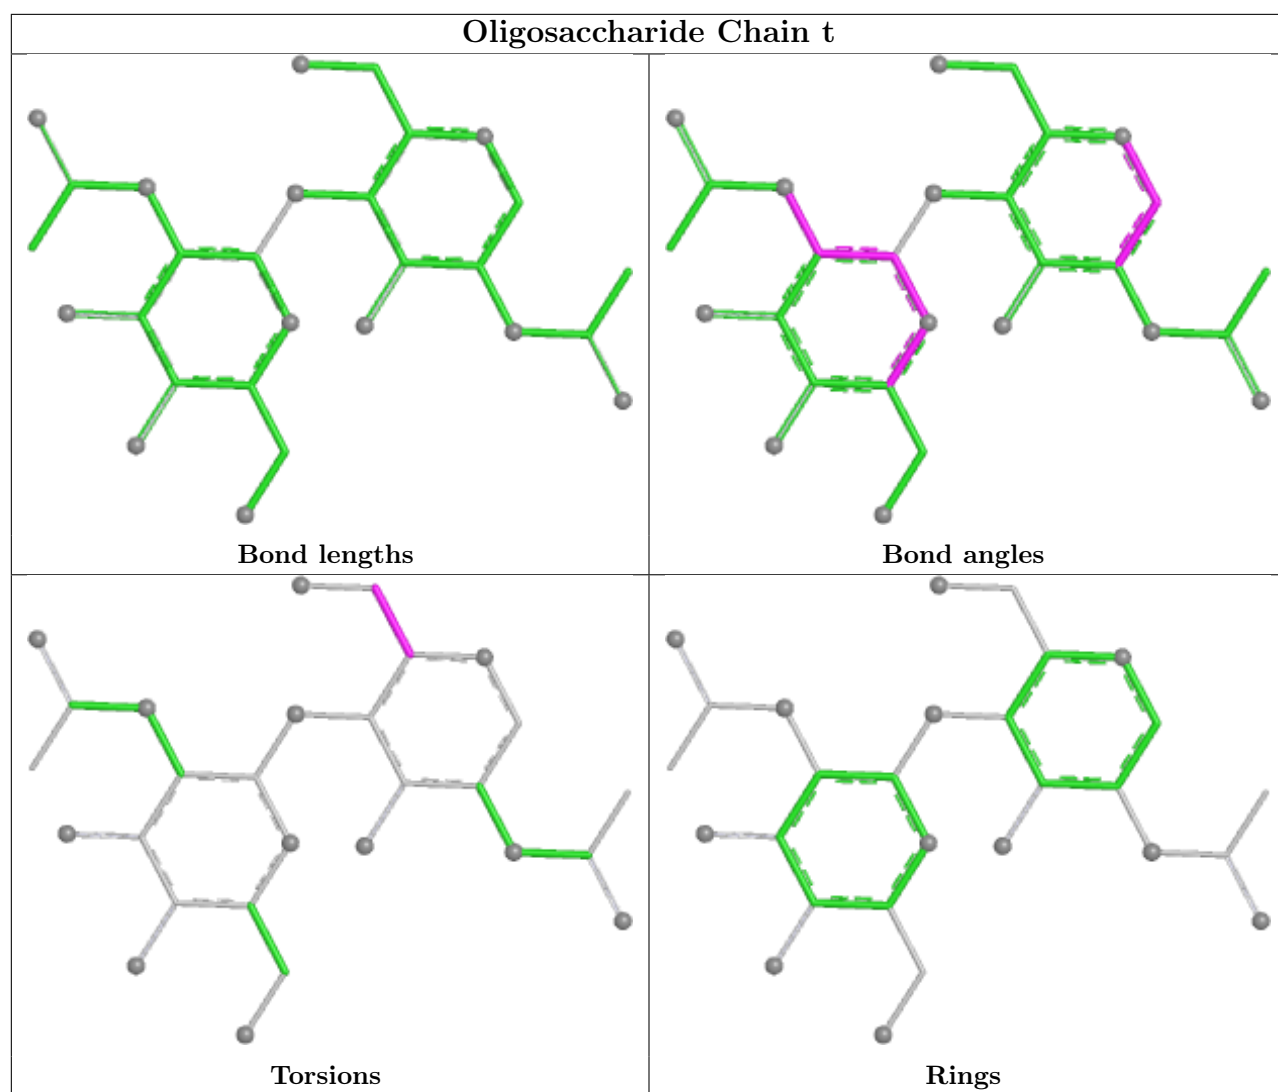 Oligosaccharide Chain t
Bond lengths
Bond angles
Torsions
Rings